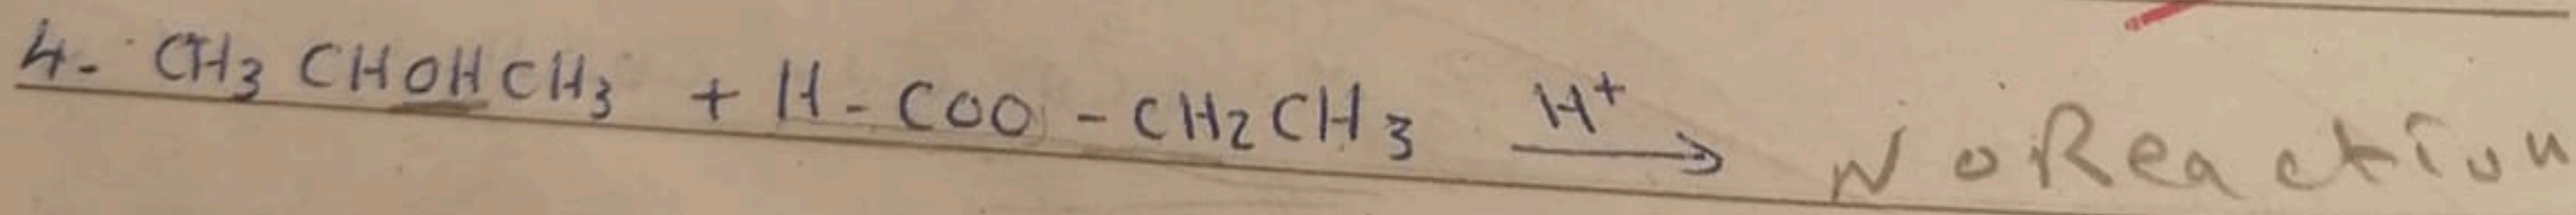 4- CH3 CHOHCH3 + H-COO-CH2CH3 H+ → No Reaction